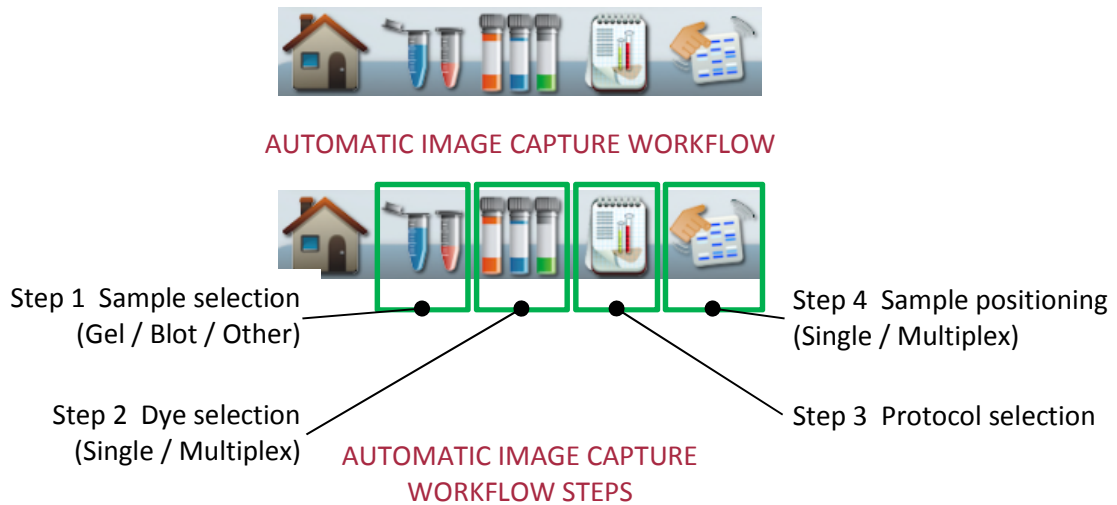 AUTOMATIC IMAGE CAPTURE WORKFLOW
Step 1 Sample selection
(Gel / Blot / Other)
Step 2 Dye selection
(Single / Multiplex)
Step 4 Sample positioning
(Single / Multiplex)
Step 3 Protocol selection
AUTOMATIC IMAGE CAPTURE
WORKFLOW STEPS